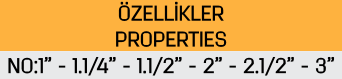 ÖZELLİKLER
PROPERTIES
NO:1” - 1.1/4” - 1.1/2” - 2” - 2.1/2” - 3”